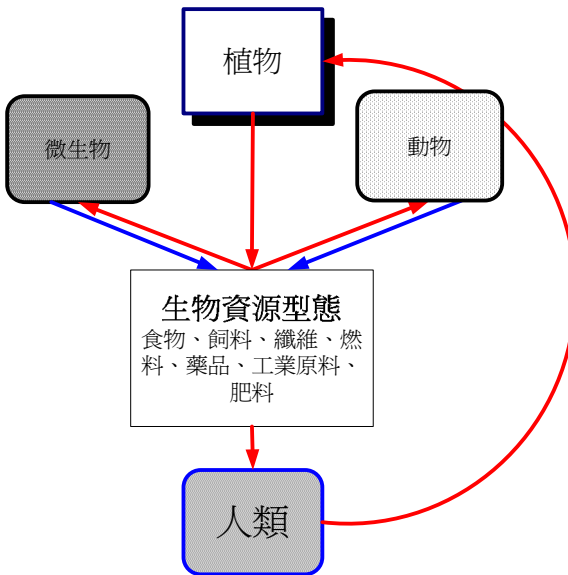 植物
微生物
動物
生物資源型態
食物、飼料、纖維、燃
料、藥品、工業原料、
肥料
人類